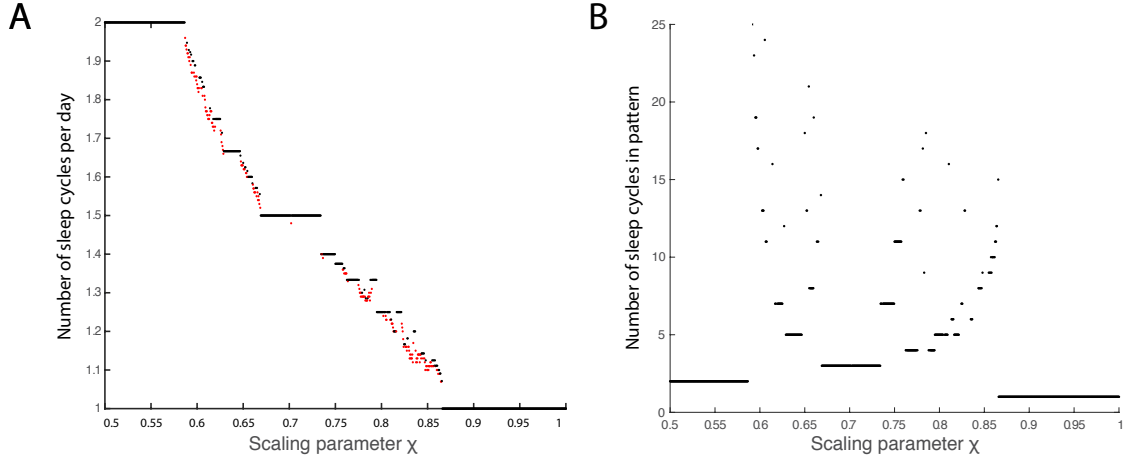 A
Number of sleep cycles per day
2
1.9
1.8
1.7
1.6
1.5
1.4
1.3
1.2
1.1
1
0.5 0.55 0.6 0.65 0.7 0.75 0.8 0.85 0.9 0.95 1
Scaling parameter χ
B
Number of sleep cycles in pattern
25
20
15
10
5
0
0.5 0.55 0.6 0.65 0.7 0.75 0.8 0.85 0.9 0.95 1
Scaling parameter χ